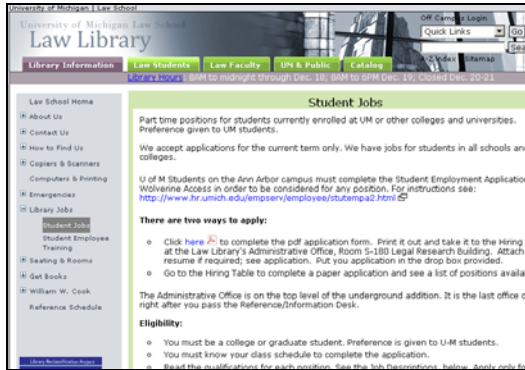 University of Michigan | Law School
University of Michigan Law School
Law Library
Off Campus Login
Quick Links
Go
A-Z Index Sitemap
Library Information
Law Students
Law Faculty
UM & Public
Catalog
Library Hours: 8AM to midnight through Dec. 18; 8AM to 6PM Dec. 19; Closed Dec. 20-21
Law School Home
About Us
Contact Us
How to Find Us
Copiers & Scanners
Computers & Printing
Emergencies
Library Jobs
Student Jobs
Student Employee
Training
Seating & Rooms
Get Books
William W. Cook
Reference Schedule
Student Jobs
Part time positions for students currently enrolled at UM or other colleges and universities.
Preference given to UM students.
We accept applications for the current term only. We have jobs for students in all schools and
colleges.
U of M Students on the Ann Arbor campus must complete the Student Employment Application
Wolverine Access in order to be considered for any position. For instructions see:
http://www.hr.umich.edu/empserv/employee/stutempa2.html
There are two ways to apply:
Click here to complete the pdf application form. Print it out and take it to the Hiring
at the Law Library's Administrative Office, Room S-180 Legal Research Building. Attach
resume if required; see application. Put you application in the drop box provided.
Go to the Hiring Table to complete a paper application and see a list of positions availa
The Administrative Office is on the top level of the underground addition. It is the last office o
right after you pass the Reference/Information Desk.
Eligibility:
You must be a college or graduate student. Preference is given to U-M students.
You must know your class schedule to complete the application.
Read the qualifications for each position. See the Job Descriptions, below. Apply only fo